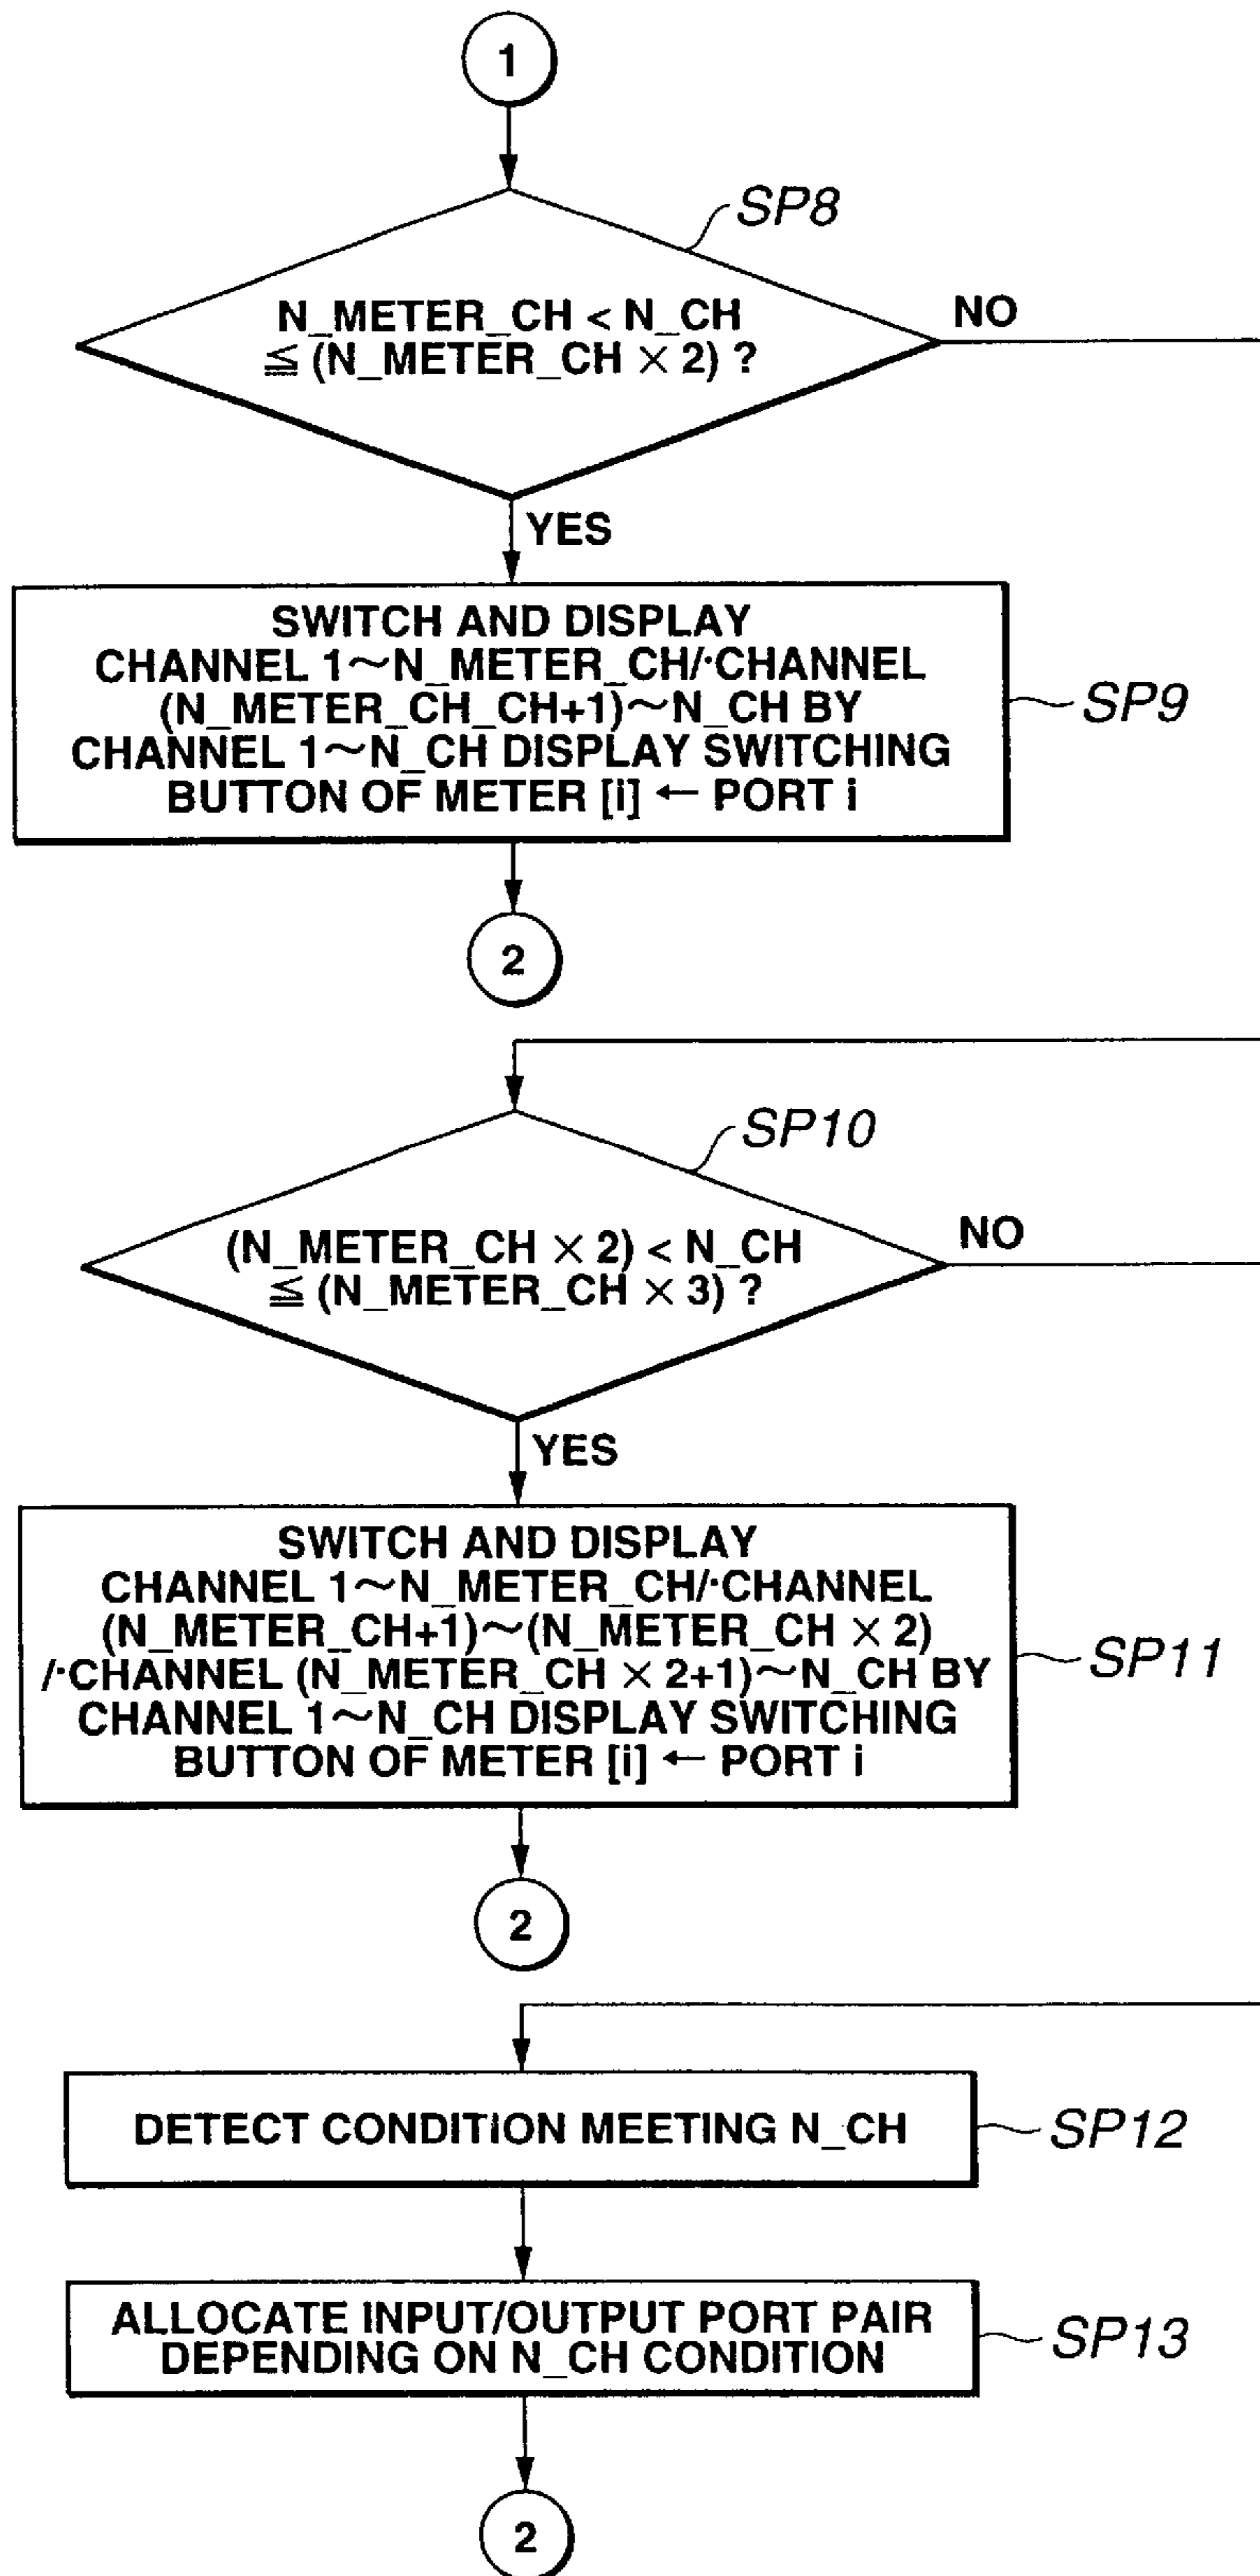 1
SP8
N_METER_CH < N_CH
≦ (N_METER_CH × 2) ?
NO
YES
SWITCH AND DISPLAY
CHANNEL 1~N_METER_CH/·CHANNEL
(N_METER_CH_CH+1)~N_CH BY
CHANNEL 1~N_CH DISPLAY SWITCHING
BUTTON OF METER [i] ← PORT i
SP9
2
SP10
(N_METER_CH × 2) < N_CH
≦ (N_METER_CH × 3) ?
NO
YES
SWITCH AND DISPLAY
CHANNEL 1~N_METER_CH/·CHANNEL
(N_METER_CH+1)~(N_METER_CH × 2)
/·CHANNEL (N_METER_CH × 2+1)~N_CH BY
CHANNEL 1~N_CH DISPLAY SWITCHING
BUTTON OF METER [i] ← PORT i
SP11
2
DETECT CONDITION MEETING N_CH
SP12
ALLOCATE INPUT/OUTPUT PORT PAIR
DEPENDING ON N_CH CONDITION
SP13
2